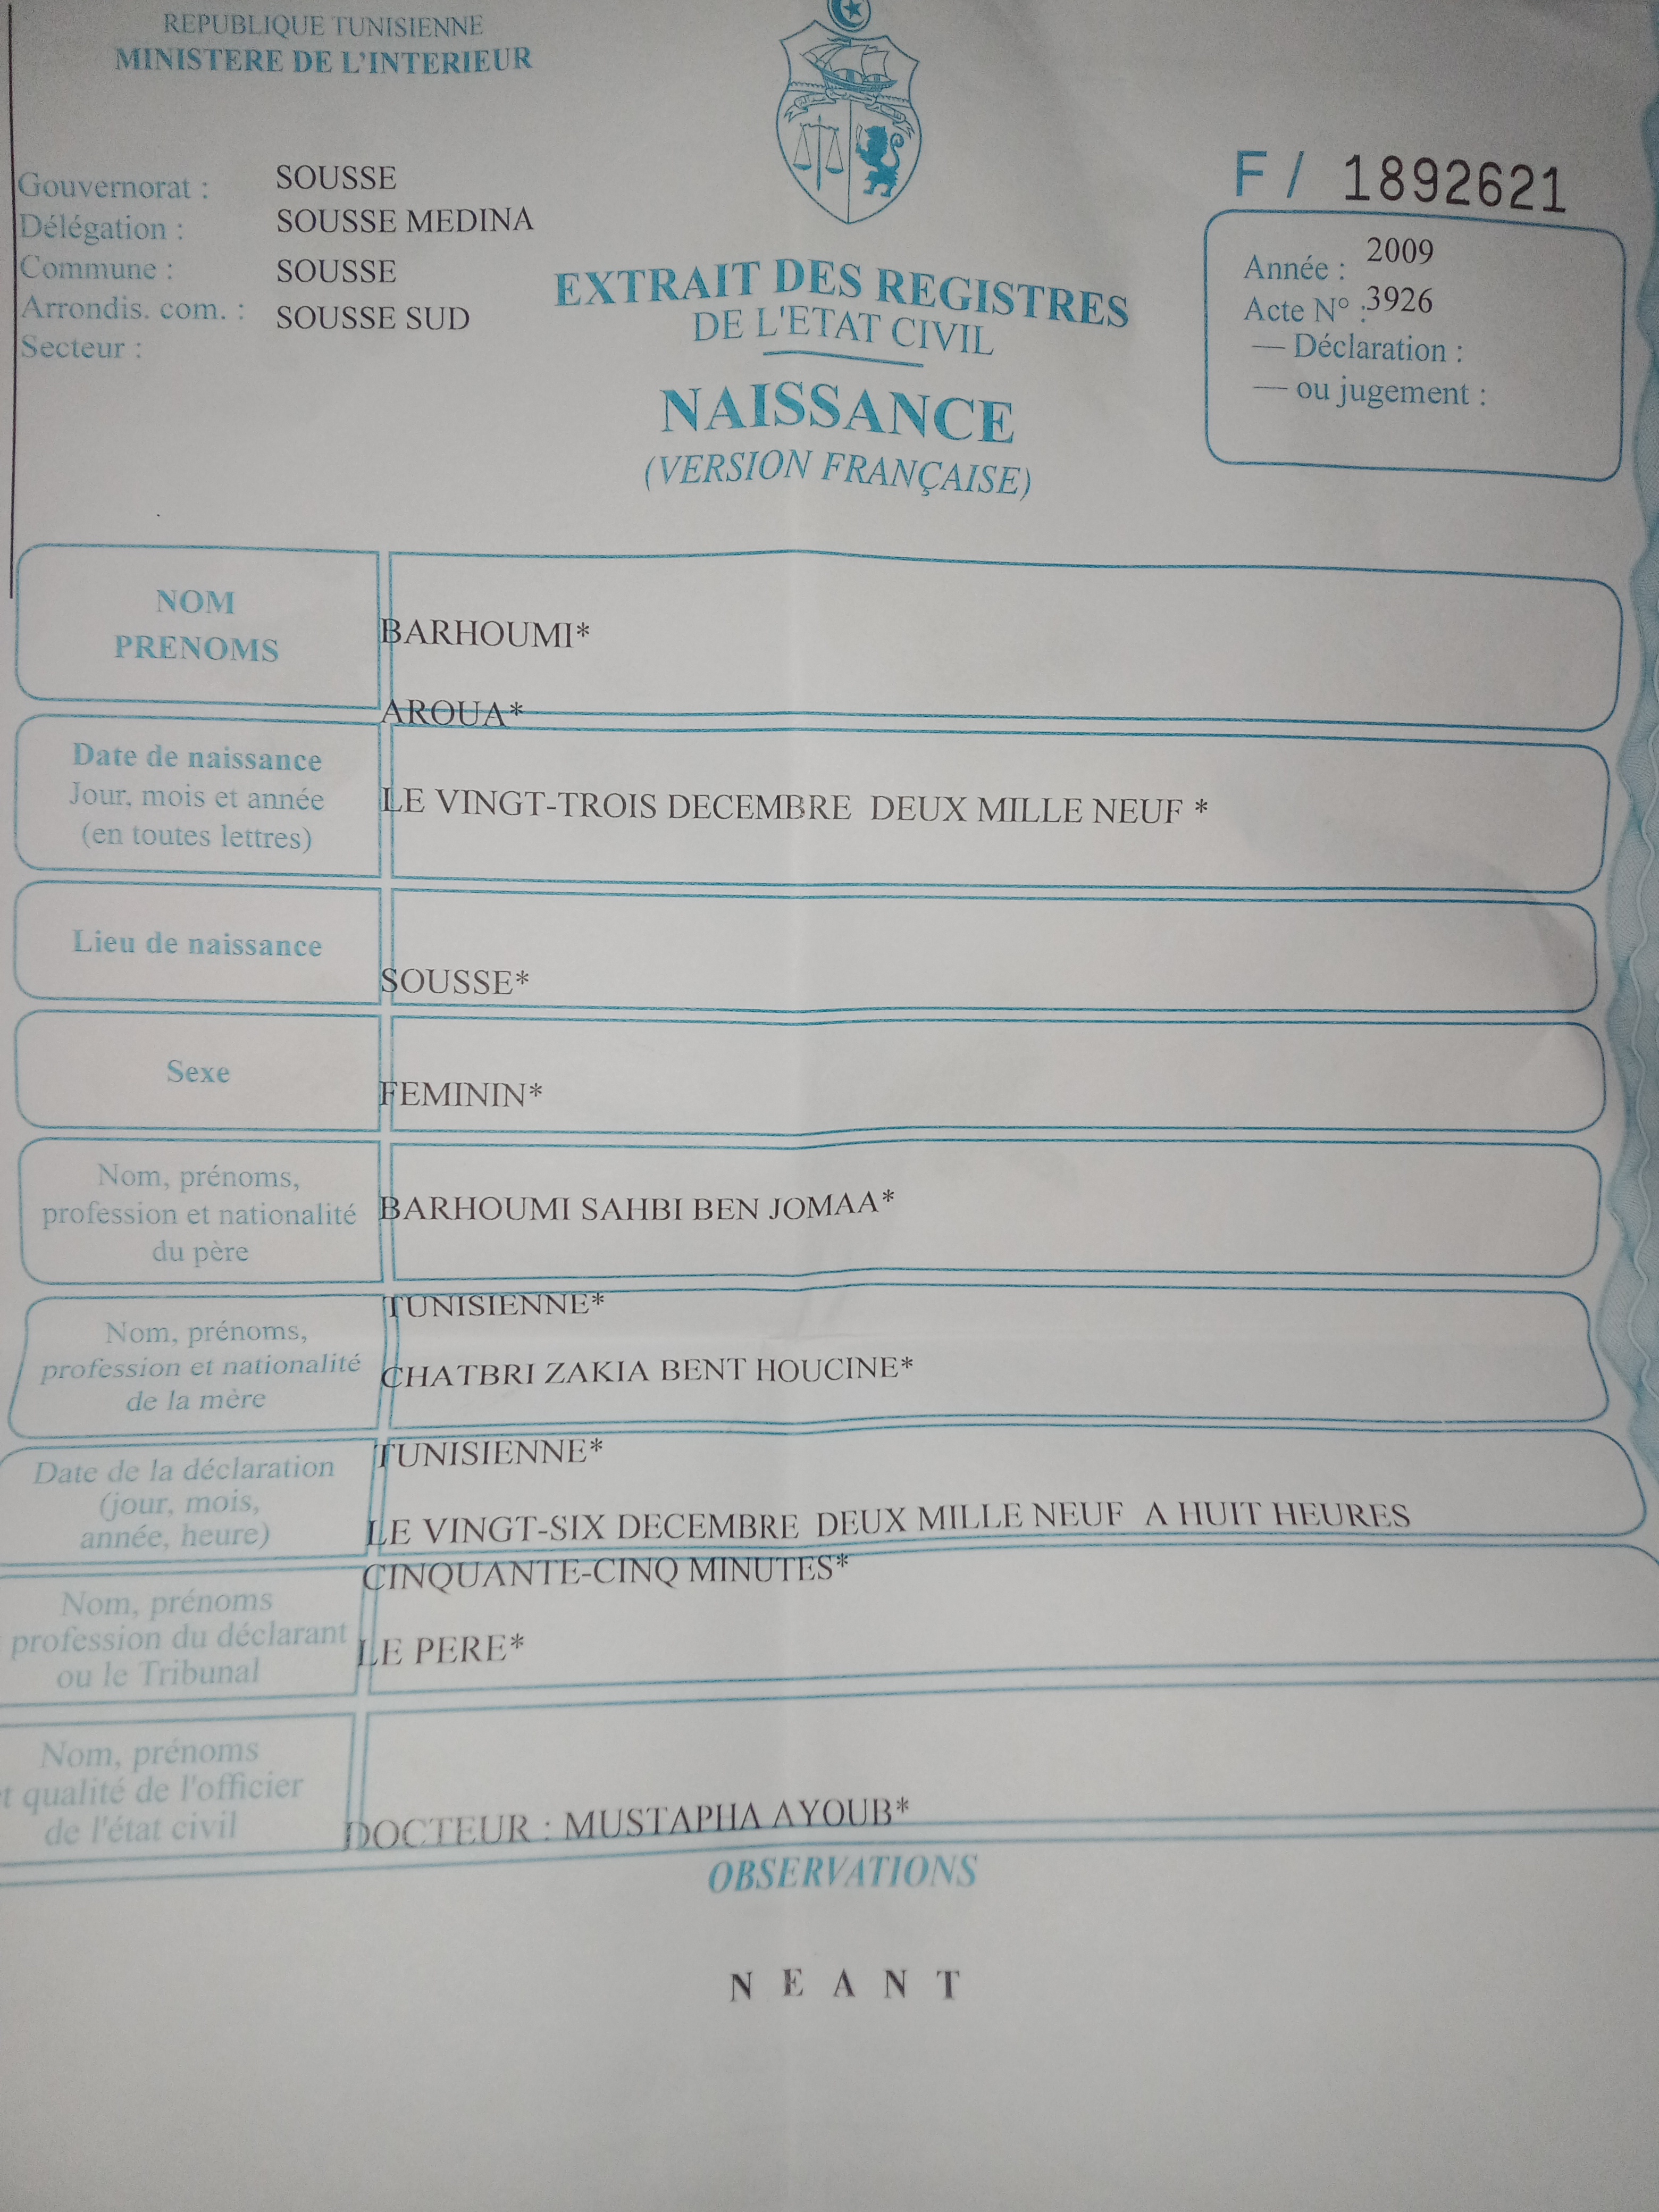 REPUBLIQUE TUNISIENNE
MINISTERE DE L'INTERIEUR
Gouvernorat : SOUSSE
Délégation : SOUSSE MEDINA
Commune : SOUSSE
Arrondis. com. : SOUSSE SUD
Secteur :
EXTRAIT DES REGISTRES
DE L'ETAT CIVIL
NAISSANCE
(VERSION FRANÇAISE)
F / 1892621
Année : 2009
Acte N° : 3926
— Déclaration :
— ou jugement :
NOM
PRENOMS
BARHOUMI*
AROUA*
Date de naissance
Jour, mois et année
(en toutes lettres)
LE VINGT-TROIS DECEMBRE DEUX MILLE NEUF *
Lieu de naissance
SOUSSE*
Sexe
FEMININ*
Nom, prénoms,
profession et nationalité
du père
BARHOUMI SAHBI BEN JOMAA*
TUNISIENNE*
Nom, prénoms,
profession et nationalité
de la mère
CHATBRI ZAKIA BENT HOUCINE*
TUNISIENNE*
Date de la déclaration
(jour, mois,
année, heure)
LE VINGT-SIX DECEMBRE DEUX MILLE NEUF A HUIT HEURES
CINQUANTE-CINQ MINUTES*
Nom, prénoms
profession du déclarant
ou le Tribunal
LE PERE*
Nom, prénoms
t qualité de l'officier
de l'état civil
DOCTEUR : MUSTAPHA AYOUB*
OBSERVATIONS
N E A N T